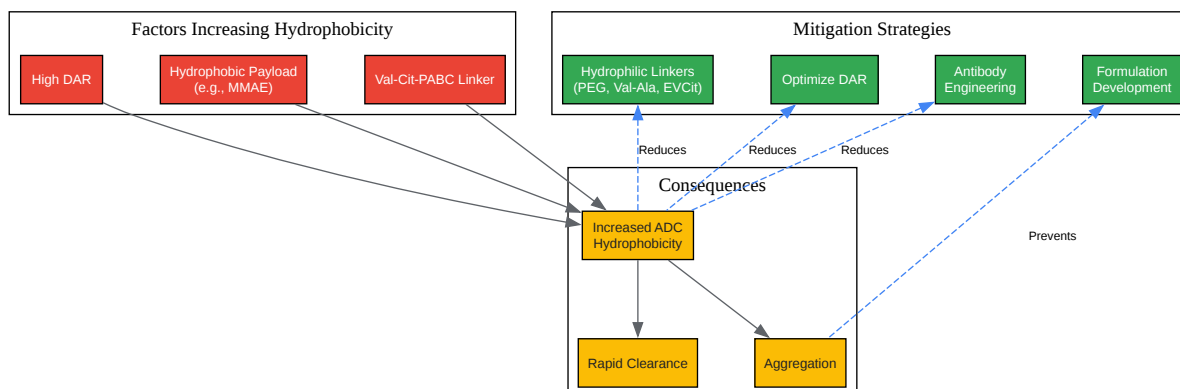 Factors Increasing Hydrophobicity
Mitigation Strategies
High DAR
Hydrophobic Payload
(e.g., MMAE)
Val-Cit-PABC Linker
Hydrophilic Linkers
(PEG, Val-Ala, EVCit)
Optimize DAR
Antibody
Engineering
Formulation
Development
Reduces
Reduces
Reduces
Consequences
Increased ADC
Hydrophobicity
Prevents
Rapid Clearance
Aggregation